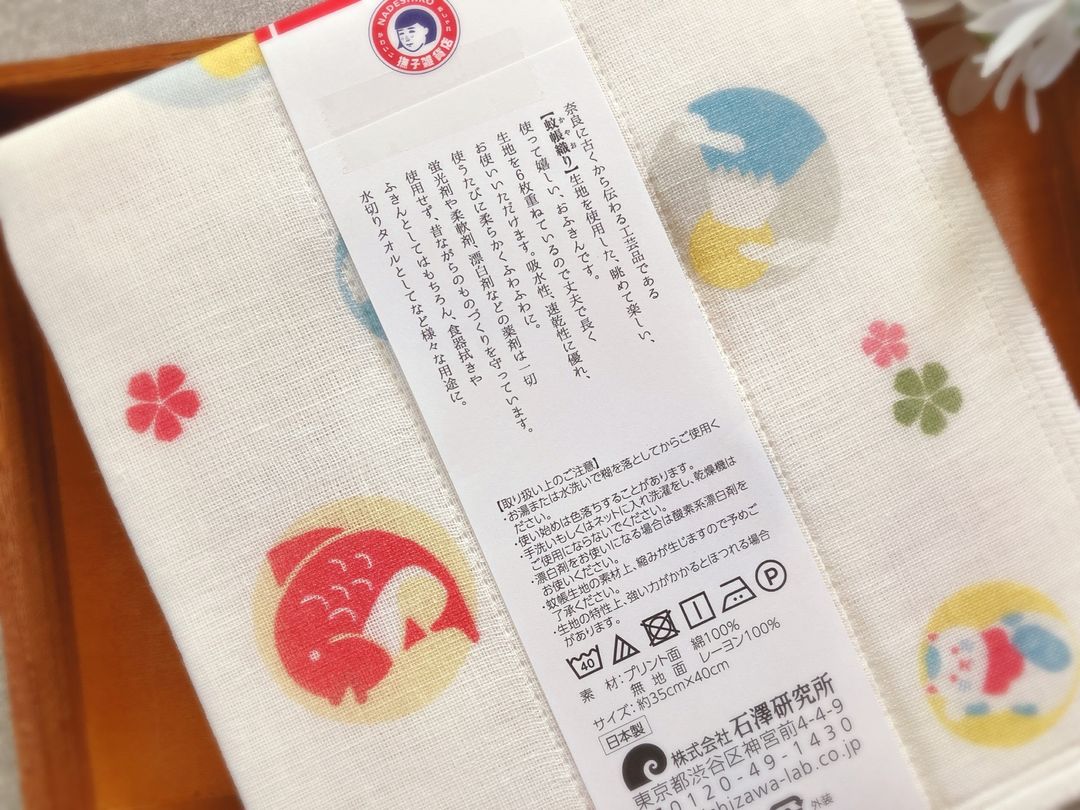 NADESHIKO
撫子雑貨店
奈良に古くから伝わる工芸品である
【蚊帳織り】生地を使用した、眺めて楽しい、
かやお
使って嬉しい、おふきんです。
生地を6枚重ねているので丈夫で長く
お使いいただけます。吸水性、速乾性に優れ、
使うたびに柔らかくふわふわに。
蛍光剤や柔軟剤、漂白剤などの薬剤は一切
使用せず、昔ながらのものづくりを守っています。
ふきんとしてはもちろん、食器拭きや
水切りタオルとしてなど様々な用途に。
【取り扱い上のご注意】
・お湯または水洗いで糊を落としてからご使用く
ださい。
・使い始めは色落ちすることがあります。
・手洗いもしくはネットに入れ洗濯をし、乾燥機は
ご使用にならないでください。
・漂白剤をお使いになる場合は酸素系漂白剤を
お使いください。
・蚊帳生地の素材上、縮みが生じますので予めご
了承ください。
・生地の特性上、強い力がかかるとほつれる場合
があります。
40 P
素 材：プリント面 綿100%
無 地 面 レーヨン100%
サイズ：約35cm×40cm
日本製
株式会社 石澤研究所
東京都渋谷区神宮前4-4-9
0120-49-1430
hizawa-lab.co.jp
外装